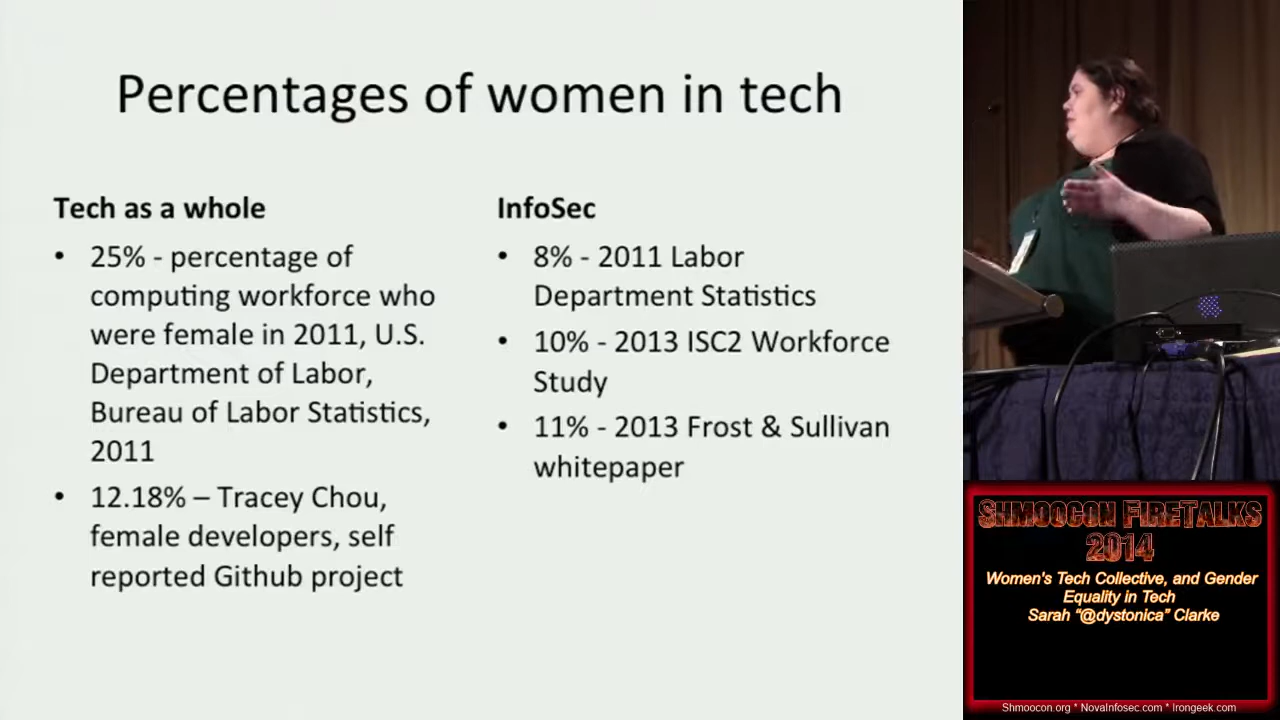 Percentages of women in tech
Tech as a whole
• 25% - percentage of
computing workforce who
were female in 2011, U.S.
Department of Labor,
Bureau of Labor Statistics,
2011
• 12.18% – Tracey Chou,
female developers, self
reported Github project
InfoSec
• 8% - 2011 Labor
Department Statistics
• 10% - 2013 ISC2 Workforce
Study
• 11% - 2013 Frost & Sullivan
whitepaper
Shmoocon FireTalks
2014
Women's Tech Collective, and Gender
Equality in Tech
Sarah "@dystonica" Clarke
Shmoocon.org * NovaInfosec.com * Irongeek.com